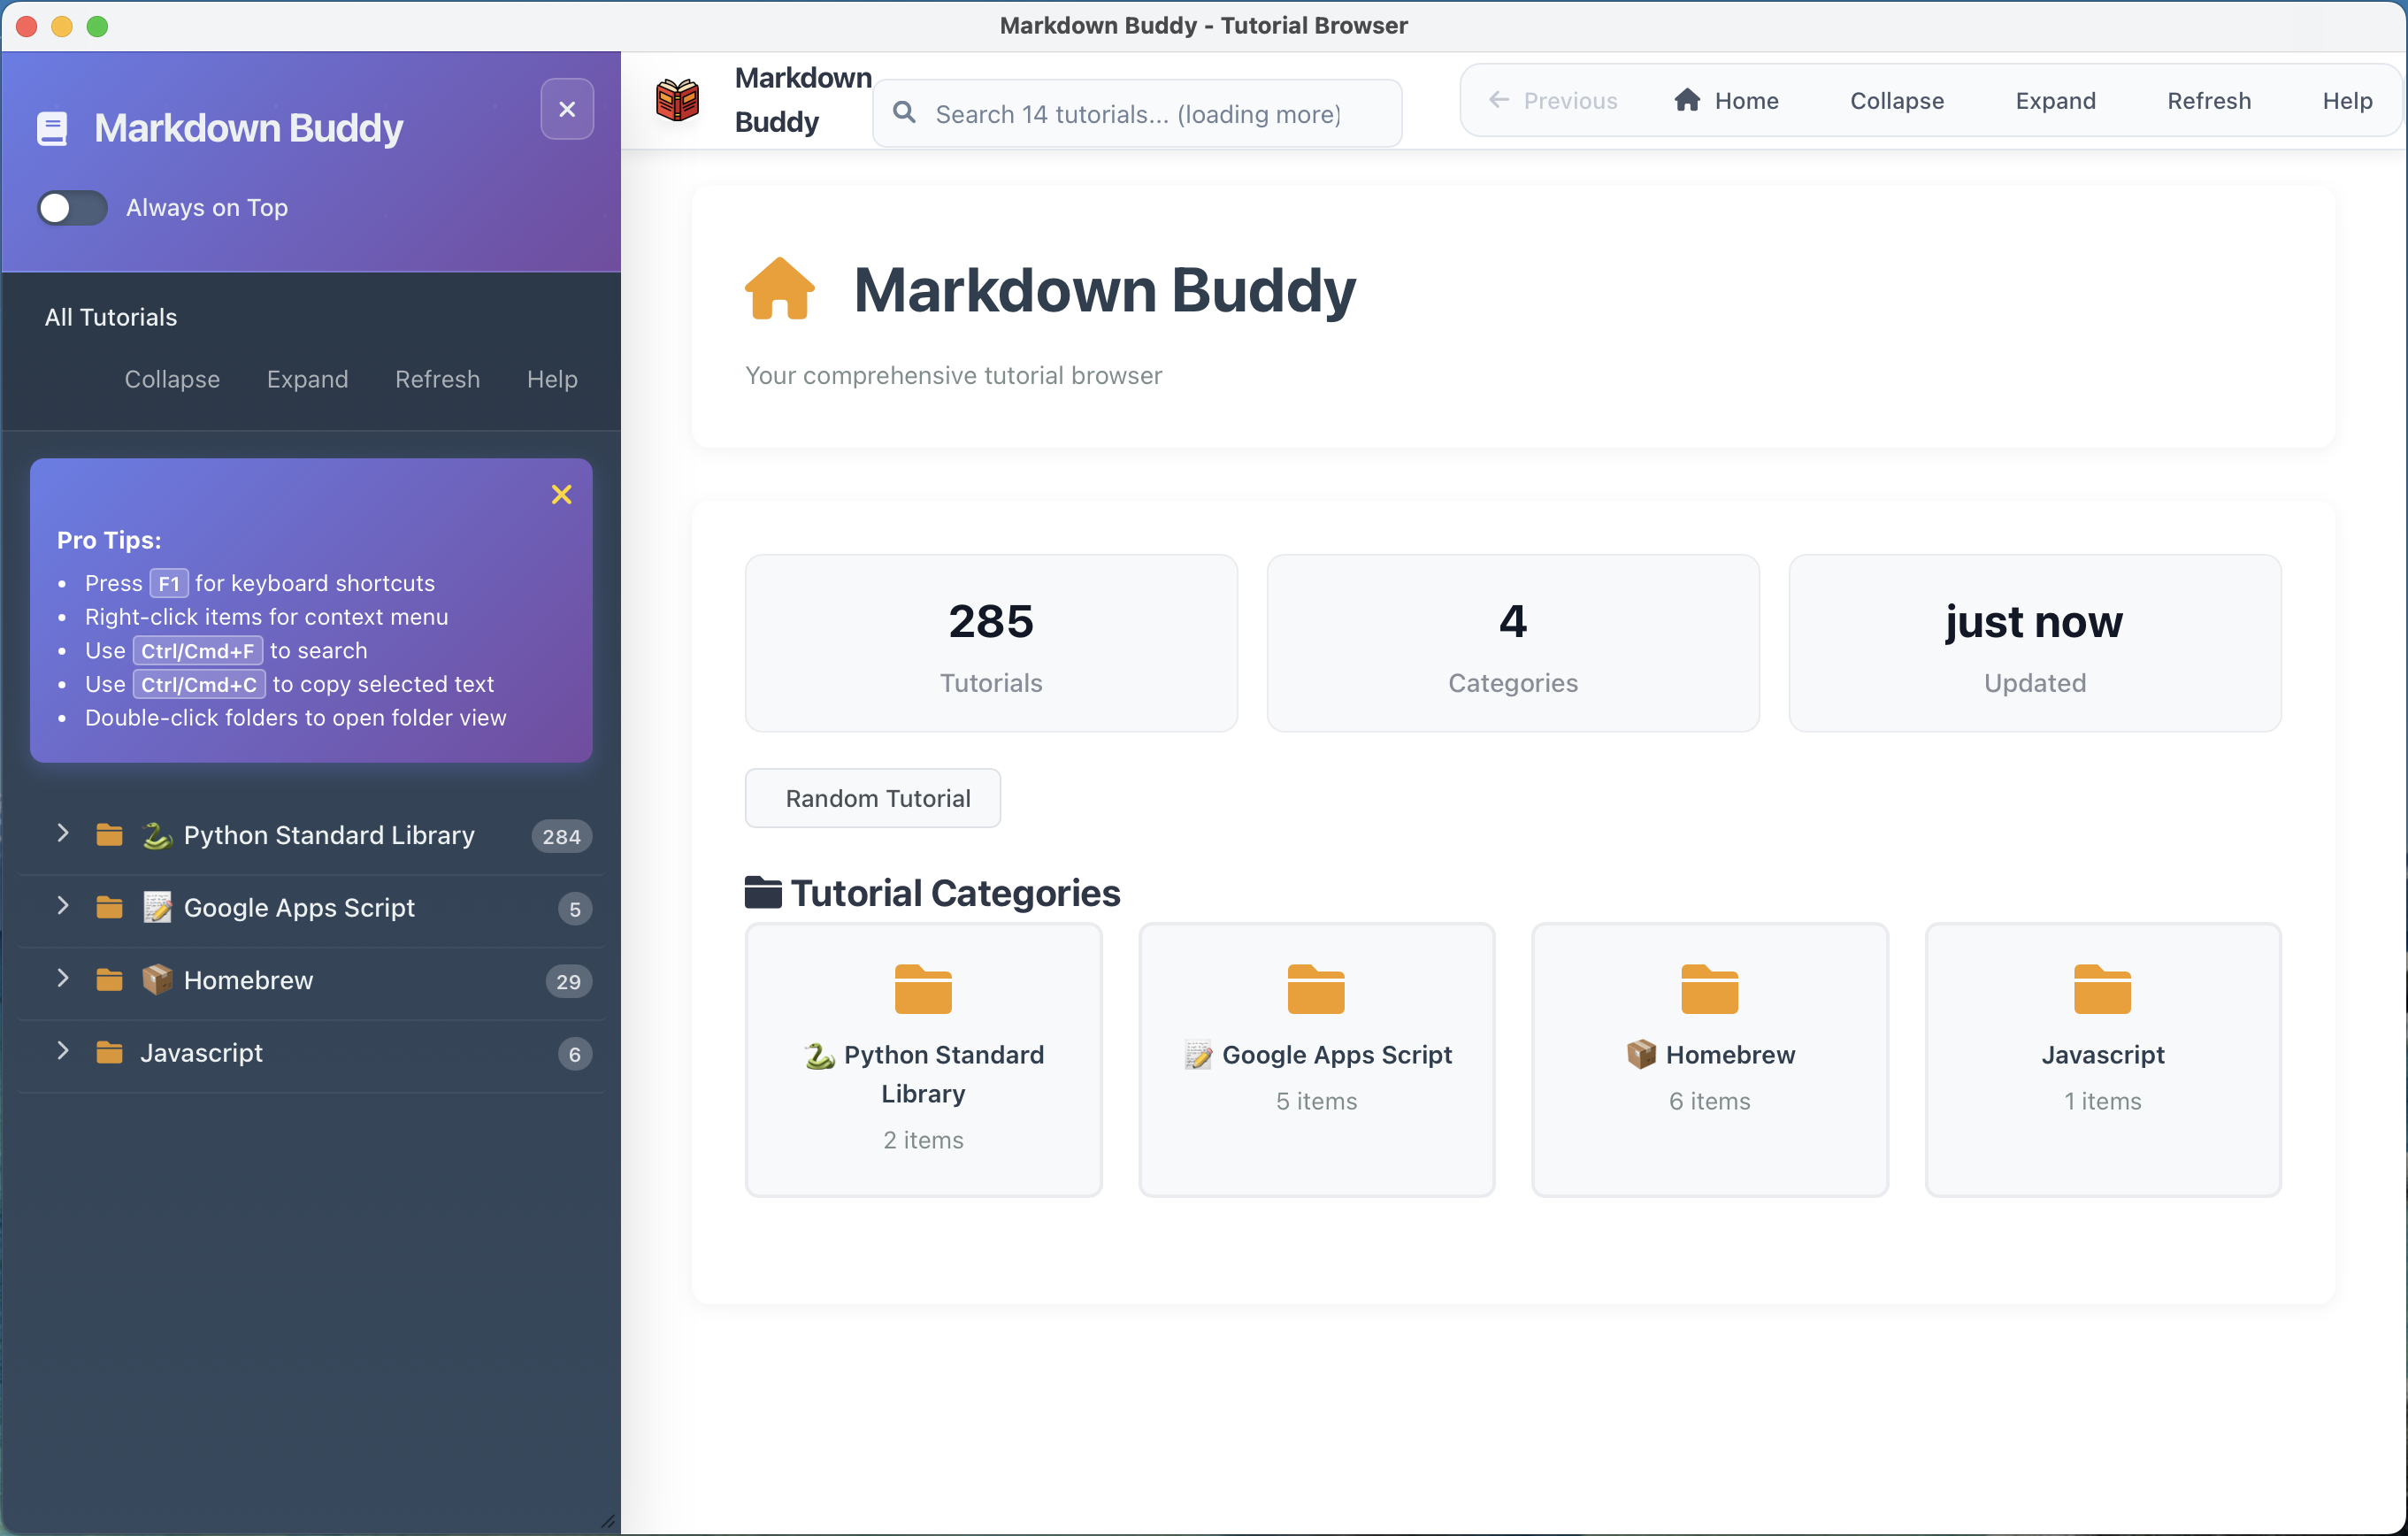 Markdown Buddy - Tutorial Browser
Markdown Buddy
Always on Top
All Tutorials
Collapse Expand Refresh Help
Pro Tips:
• Press F1 for keyboard shortcuts
• Right-click items for context menu
• Use Ctrl/Cmd+F to search
• Use Ctrl/Cmd+C to copy selected text
• Double-click folders to open folder view
Python Standard Library 284
Google Apps Script 5
Homebrew 29
Javascript 6
Markdown
Buddy
Search 14 tutorials... (loading more)
Previous Home Collapse Expand Refresh Help
Markdown Buddy
Your comprehensive tutorial browser
285
Tutorials
4
Categories
just now
Updated
Random Tutorial
Tutorial Categories
Python Standard
Library
2 items
Google Apps Script
5 items
Homebrew
6 items
Javascript
1 items